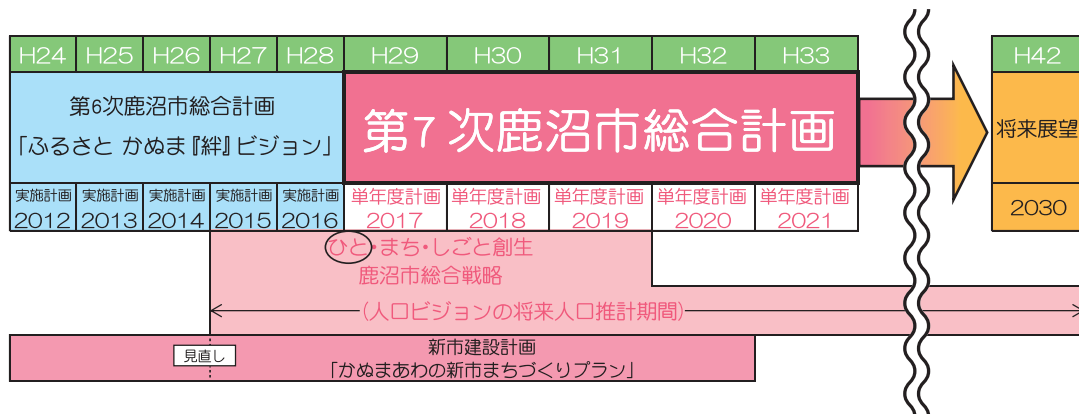 H24 H25 H26 H27 H28 H29 H30 H31 H32 H33 H42
第6次鹿沼市総合計画
「ふるさと かぬま『絆』ビジョン」
第7次鹿沼市総合計画
将来展望
実施計画 実施計画 実施計画 実施計画 実施計画 単年度計画 単年度計画 単年度計画 単年度計画 単年度計画
2012 2013 2014 2015 2016 2017 2018 2019 2020 2021 2030
ひと・まち・しごと創生
鹿沼市総合戦略
(人口ビジョンの将来人口推計期間)
見直し
新市建設計画
「かぬまあわの新市まちづくりプラン」